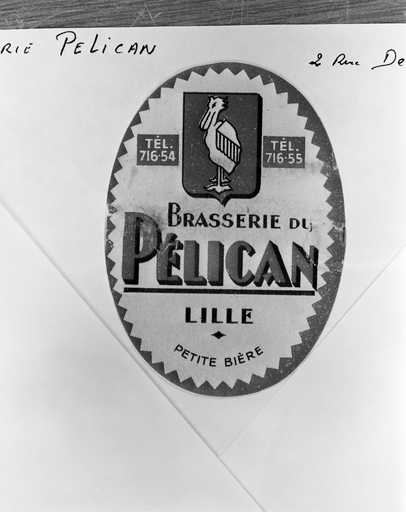 RIE PELICAN
2 Rue De
TÉL.
716-54
TÉL.
716-55
BRASSERIE DU
PÉLICAN
LILLE
PETITE BIÈRE